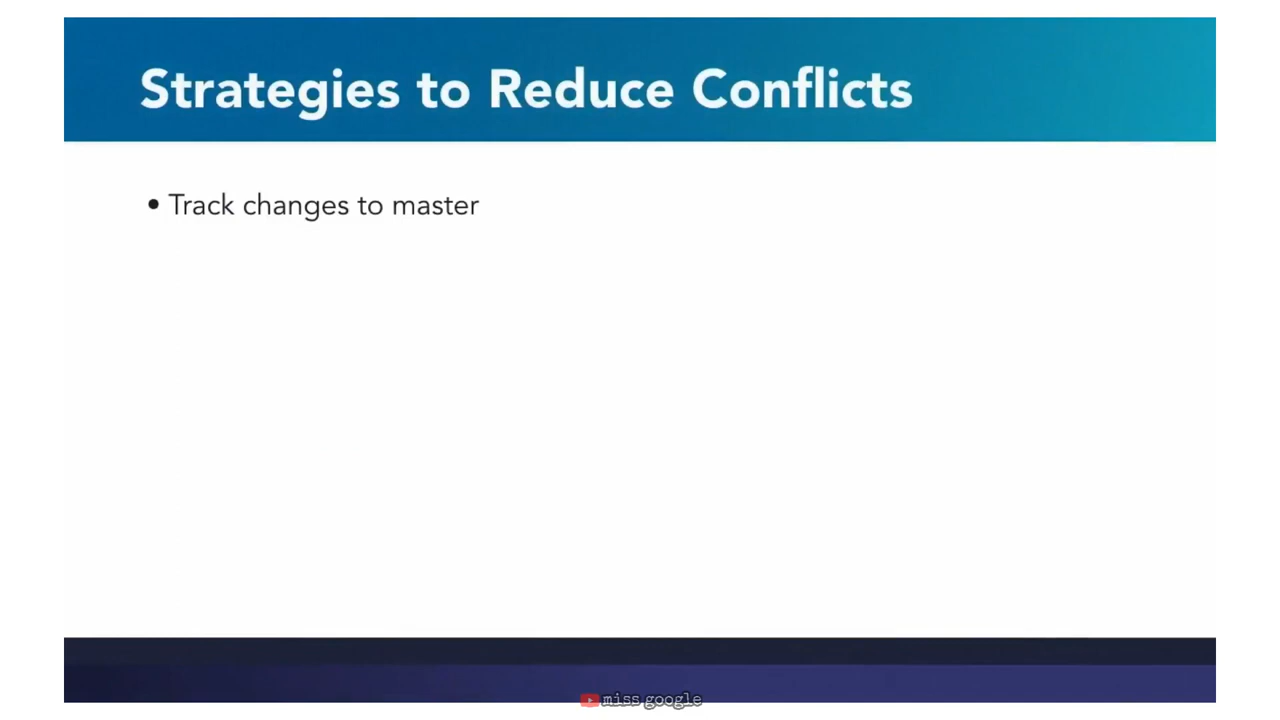 Strategies to Reduce Conflicts
• Track changes to master
miss google